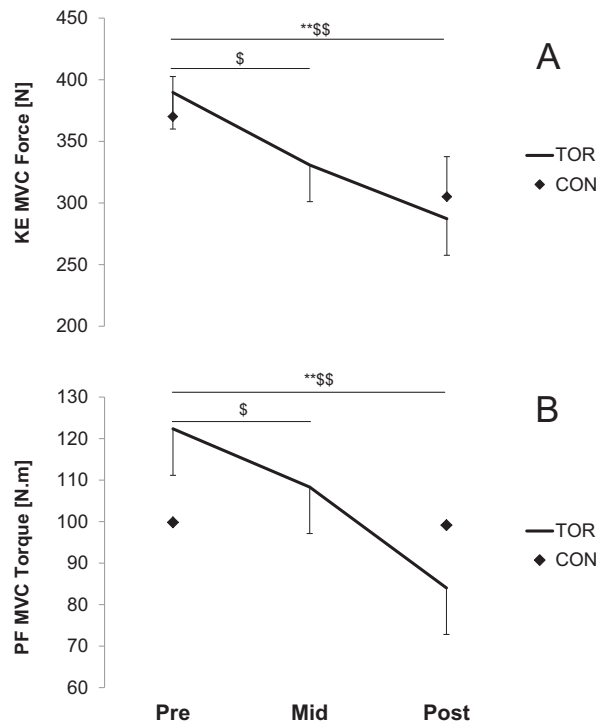 450
**$$
A
$
400
350
300
250
200
KE MVC Force [N]
TOR
CON
**$$
B
$
130
120
110
100
90
80
70
60
PF MVC Torque [N.m]
TOR
CON
Pre Mid Post